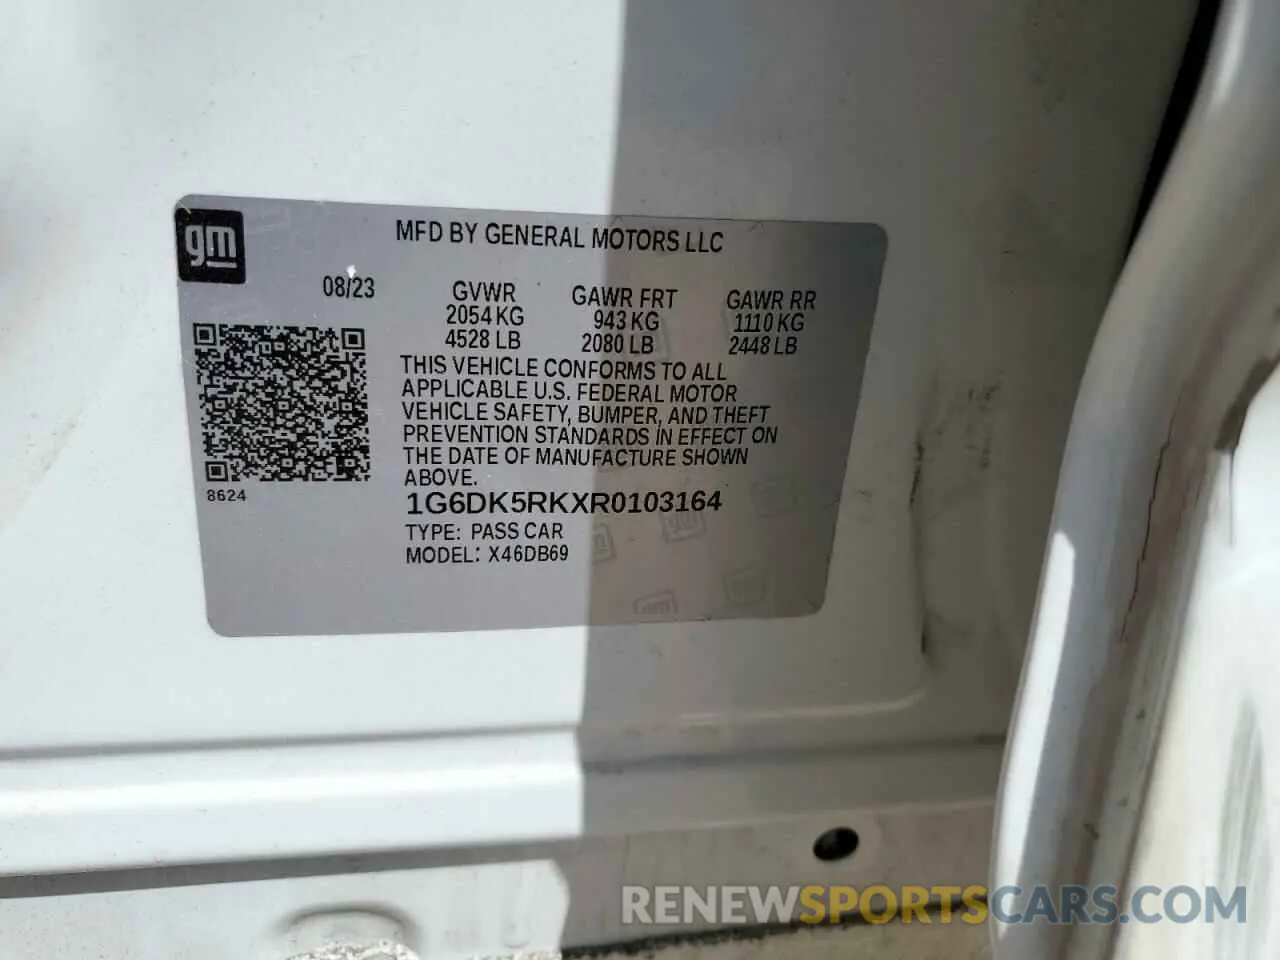 gm
MFD BY GENERAL MOTORS LLC
08/23
GVWR GAWR FRT GAWR RR
2054 KG 943 KG 1110 KG
4528 LB 2080 LB 2448 LB
THIS VEHICLE CONFORMS TO ALL
APPLICABLE U.S. FEDERAL MOTOR
VEHICLE SAFETY, BUMPER, AND THEFT
PREVENTION STANDARDS IN EFFECT ON
THE DATE OF MANUFACTURE SHOWN
ABOVE.
8624
1G6DK5RKXR0103164
TYPE: PASS CAR
MODEL: X46DB69
RENEWSPORTSCARS.COM